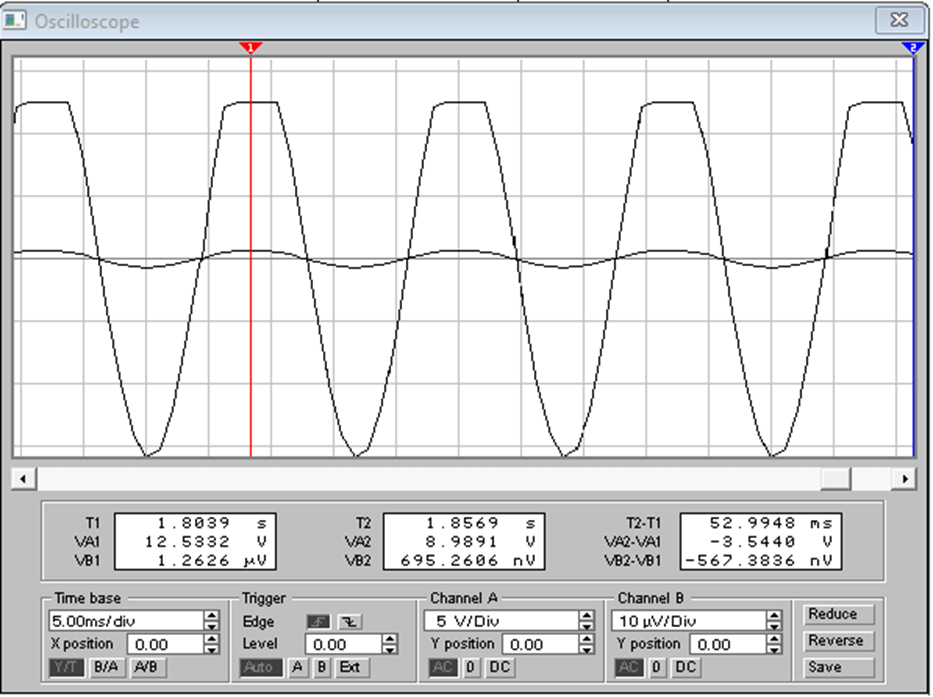 Oscilloscope
1
2
T1 1.8039 s T2 1.8569 s T2-T1 52.9948 ms
VA1 12.5332 V VA2 8.9891 V VA2-VA1 -3.5440 V
VB1 1.2626 µV VB2 695.2606 nV VB2-VB1 -567.3836 nV
Time base Trigger Channel A Channel B
5.00ms/div Edge 5 V/Div 10 µV/Div Reduce
X position 0.00 Level 0.00 Y position 0.00 Y position 0.00 Reverse
Y/T B/A A/B Auto A B Ext AC 0 DC AC 0 DC Save